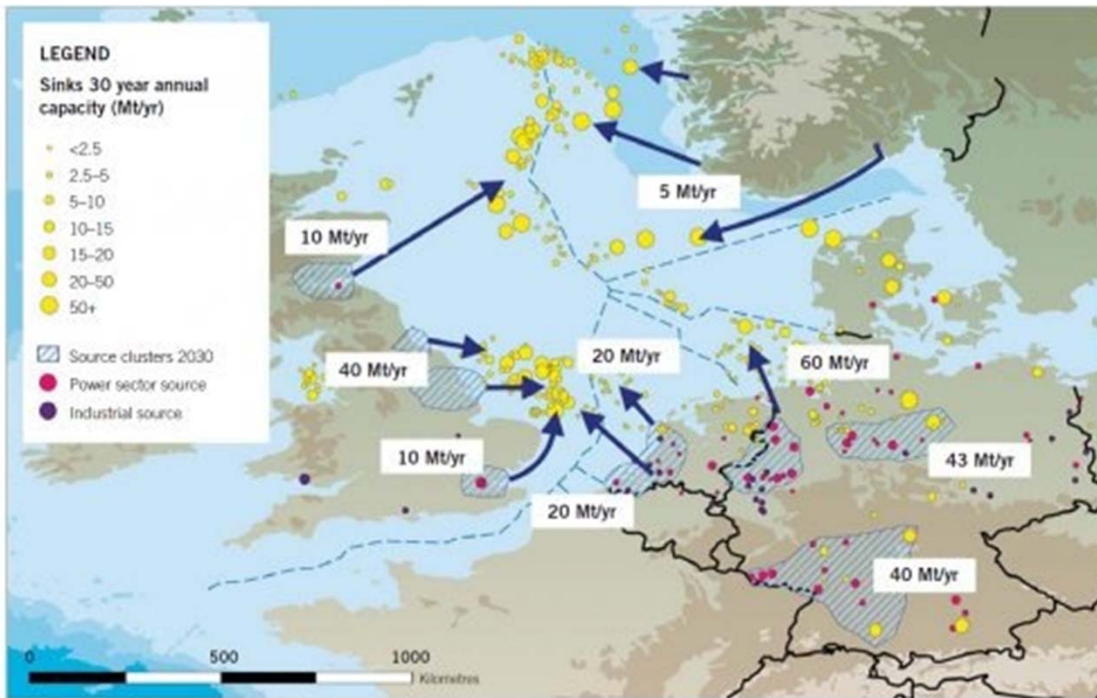 LEGEND
Sinks 30 year annual
capacity (Mt/yr)
<2.5
2.5–5
5–10
10–15
15–20
20–50
50+
Source clusters 2030
Power sector source
Industrial source
5 Mt/yr
10 Mt/yr
20 Mt/yr
40 Mt/yr
60 Mt/yr
10 Mt/yr
43 Mt/yr
20 Mt/yr
40 Mt/yr
0 500 1000
Kilometres